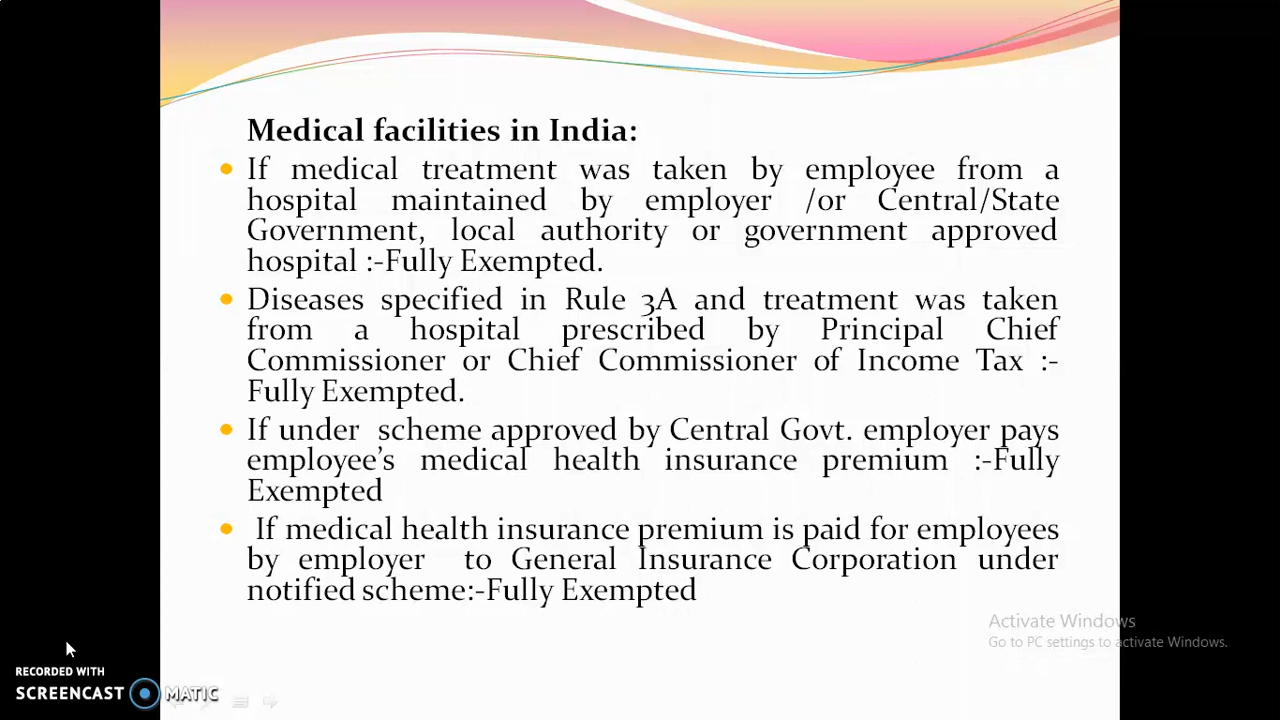 Medical facilities in India:
If medical treatment was taken by employee from a
hospital maintained by employer /or Central/State
Government, local authority or government approved
hospital :-Fully Exempted.
Diseases specified in Rule 3A and treatment was taken
from a hospital prescribed by Principal Chief
Commissioner or Chief Commissioner of Income Tax :-
Fully Exempted.
If under scheme approved by Central Govt. employer pays
employee’s medical health insurance premium :-Fully
Exempted
If medical health insurance premium is paid for employees
by employer to General Insurance Corporation under
notified scheme:-Fully Exempted
Activate Windows
Go to PC settings to activate Windows.
RECORDED WITH
SCREENCAST MATIC